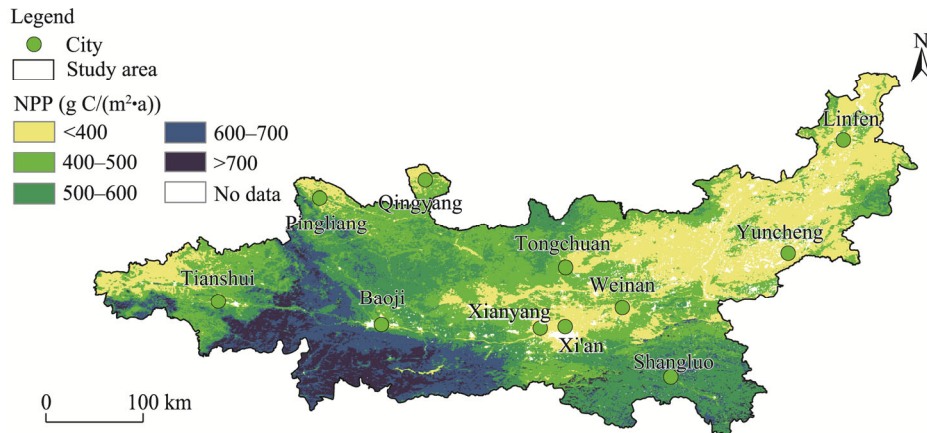 Legend
City
Study area
NPP (g C/(m²•a))
<400
600–700
400–500
>700
500–600
No data
N
Linfen
Qingyang
Pingliang
Tongchuan
Yuncheng
Tianshui
Weinan
Baoji
Xianyang
Xi'an
Shangluo
0 100 km